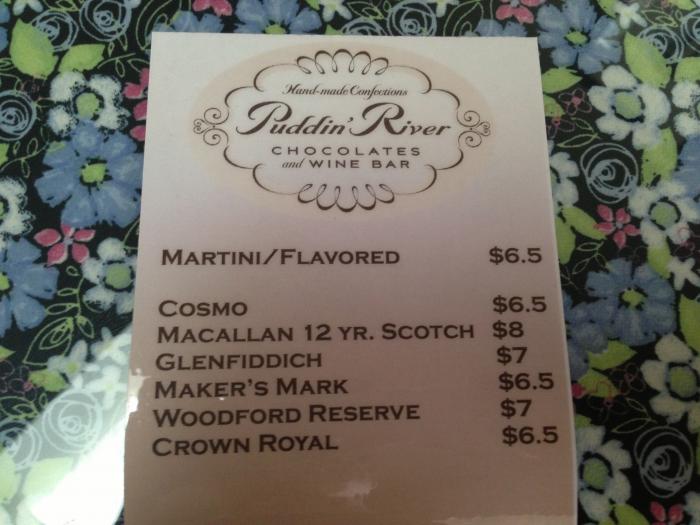 Hand-made Confections
Puddin' River
CHOCOLATES
and WINE BAR
MARTINI/FLAVORED $6.5
COSMO $6.5
MACALLAN 12 YR. SCOTCH $8
GLENFIDDICH $7
MAKER'S MARK $6.5
WOODFORD RESERVE $7
CROWN ROYAL $6.5